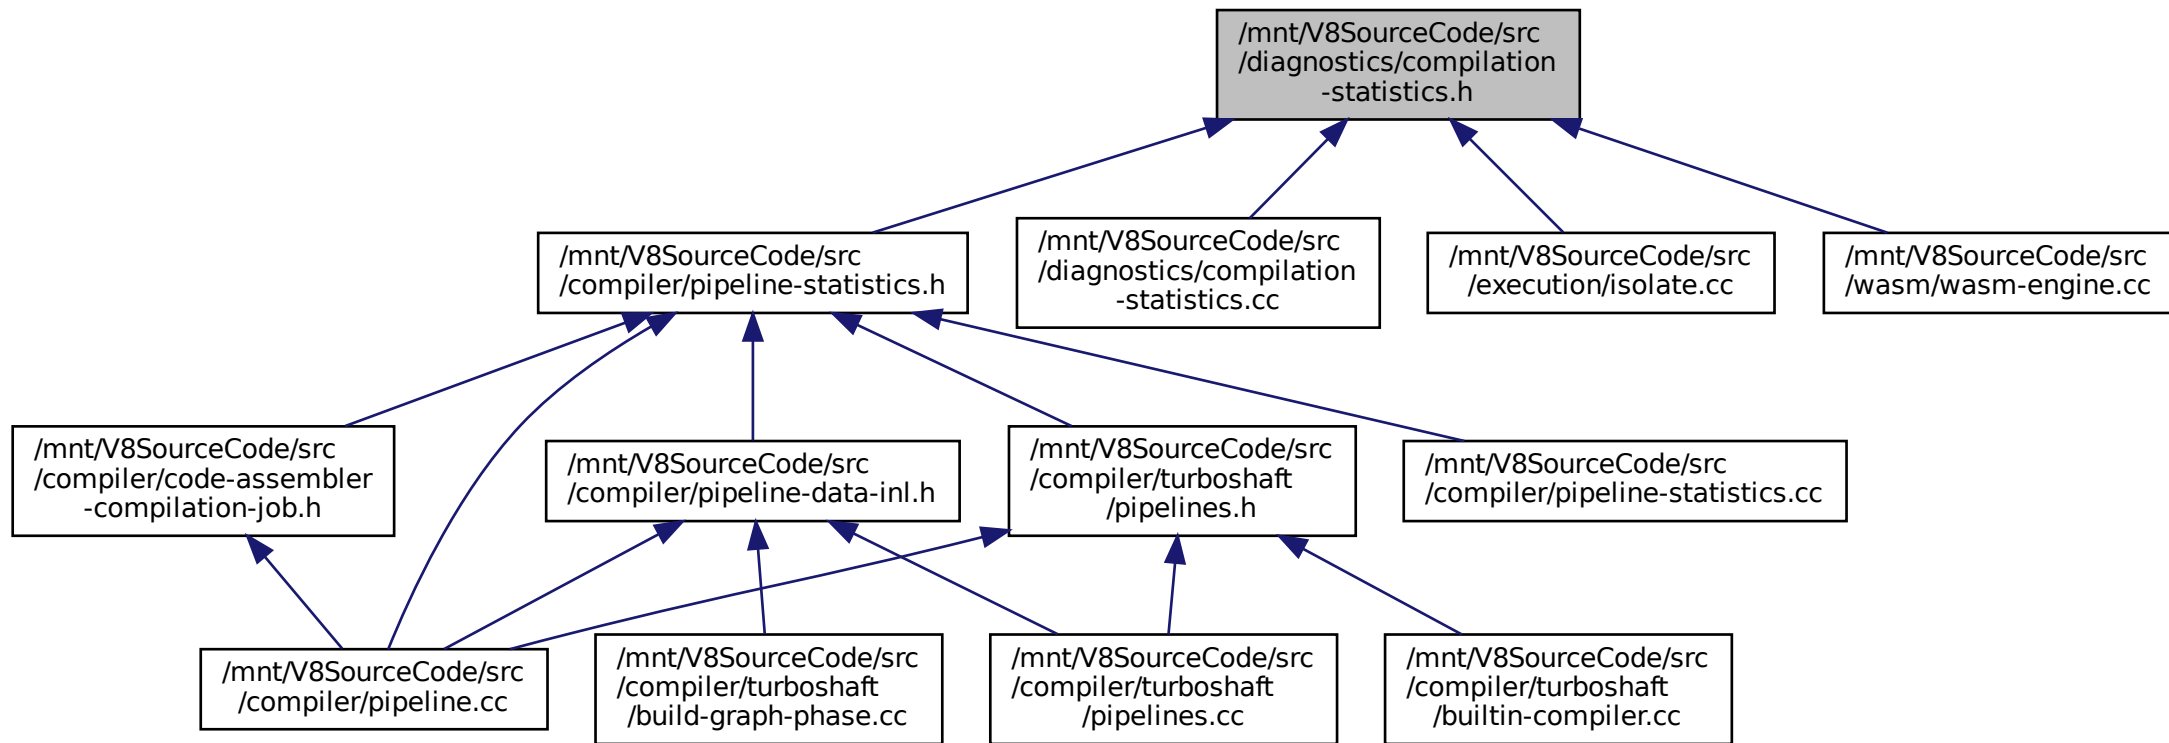 /mnt/V8SourceCode/src
/diagnostics/compilation
-statistics.h
/mnt/V8SourceCode/src
/compiler/pipeline-statistics.h
/mnt/V8SourceCode/src
/diagnostics/compilation
-statistics.cc
/mnt/V8SourceCode/src
/execution/isolate.cc
/mnt/V8SourceCode/src
/wasm/wasm-engine.cc
/mnt/V8SourceCode/src
/compiler/code-assembler
-compilation-job.h
/mnt/V8SourceCode/src
/compiler/pipeline-data-inl.h
/mnt/V8SourceCode/src
/compiler/turboshaft
/pipelines.h
/mnt/V8SourceCode/src
/compiler/pipeline-statistics.cc
/mnt/V8SourceCode/src
/compiler/pipeline.cc
/mnt/V8SourceCode/src
/compiler/turboshaft
/build-graph-phase.cc
/mnt/V8SourceCode/src
/compiler/turboshaft
/pipelines.cc
/mnt/V8SourceCode/src
/compiler/turboshaft
/builtin-compiler.cc